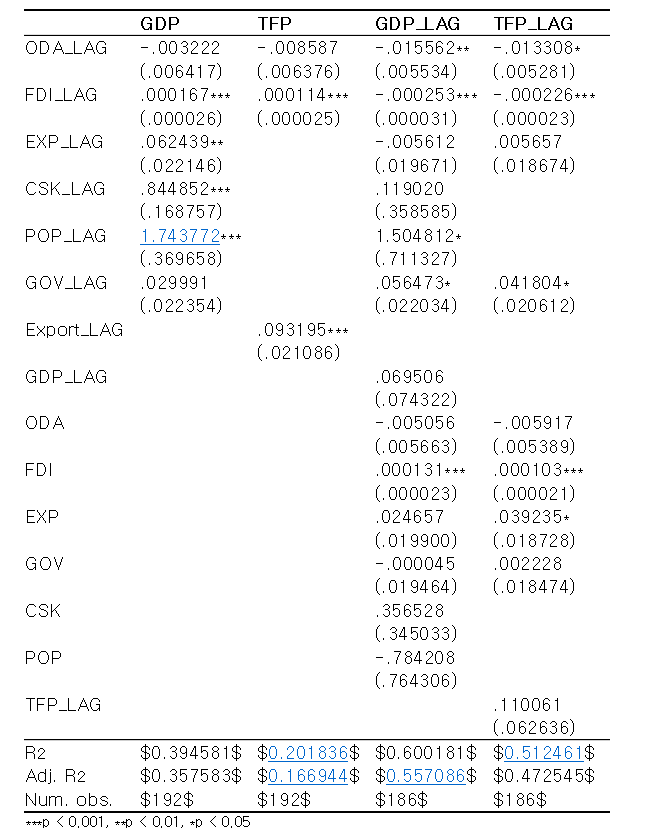 GDP TFP GDP_LAG TFP_LAG
ODA_LAG -.003222 -.008587 -.015562** -.013308*
(.006417) (.006376) (.005534) (.005281)
FDI_LAG .000167*** .000114*** -.000253*** -.000226***
(.000026) (.000025) (.000031) (.000023)
EXP_LAG .062439** -.005612 .005657
(.022146) (.019671) (.018674)
CSK_LAG .844852*** .119020
(.168757) (.358585)
POP_LAG 1.743772*** 1.504812*
(.369658) (.711327)
GOV_LAG .029991 .056473* .041804*
(.022354) (.022034) (.020612)
Export_LAG .093195***
(.021086)
GDP_LAG .069506
(.074322)
ODA -.005056 -.005917
(.005663) (.005389)
FDI .000131*** .000103***
(.000023) (.000021)
EXP .024657 .039235*
(.019900) (.018728)
GOV -.000045 .002228
(.019464) (.018474)
CSK .356528
(.345033)
POP -.784208
(.764306)
TFP_LAG .110061
(.062636)
R2 $0.394581$ $0.201836$ $0.600181$ $0.512461$
Adj. R2 $0.357583$ $0.166944$ $0.557086$ $0.472545$
Num. obs. $192$ $192$ $186$ $186$
***p < 0.001, **p < 0.01, *p < 0.05